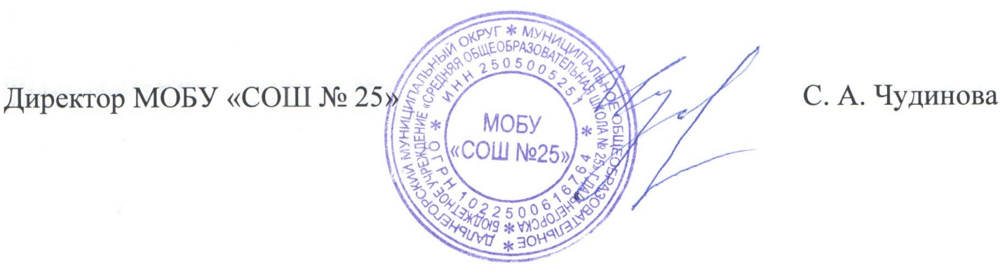 Директор МОБУ «СОШ № 25»
С. А. Чудинова
ДАЛЬНЕГОРСКИЙ МУНИЦИПАЛЬНЫЙ ОКРУГ * МУНИЦИПАЛЬНОЕ ОБЩЕОБРАЗОВАТЕЛЬНОЕ *
БЮДЖЕТНОЕ УЧРЕЖДЕНИЕ «СРЕДНЯЯ ОБЩЕОБРАЗОВАТЕЛЬНАЯ ШКОЛА № 25» Г.ДАЛЬНЕГОРСКА *
* ИНН 2505005251 *
ОГРН 1022500616764
МОБУ
«СОШ №25»